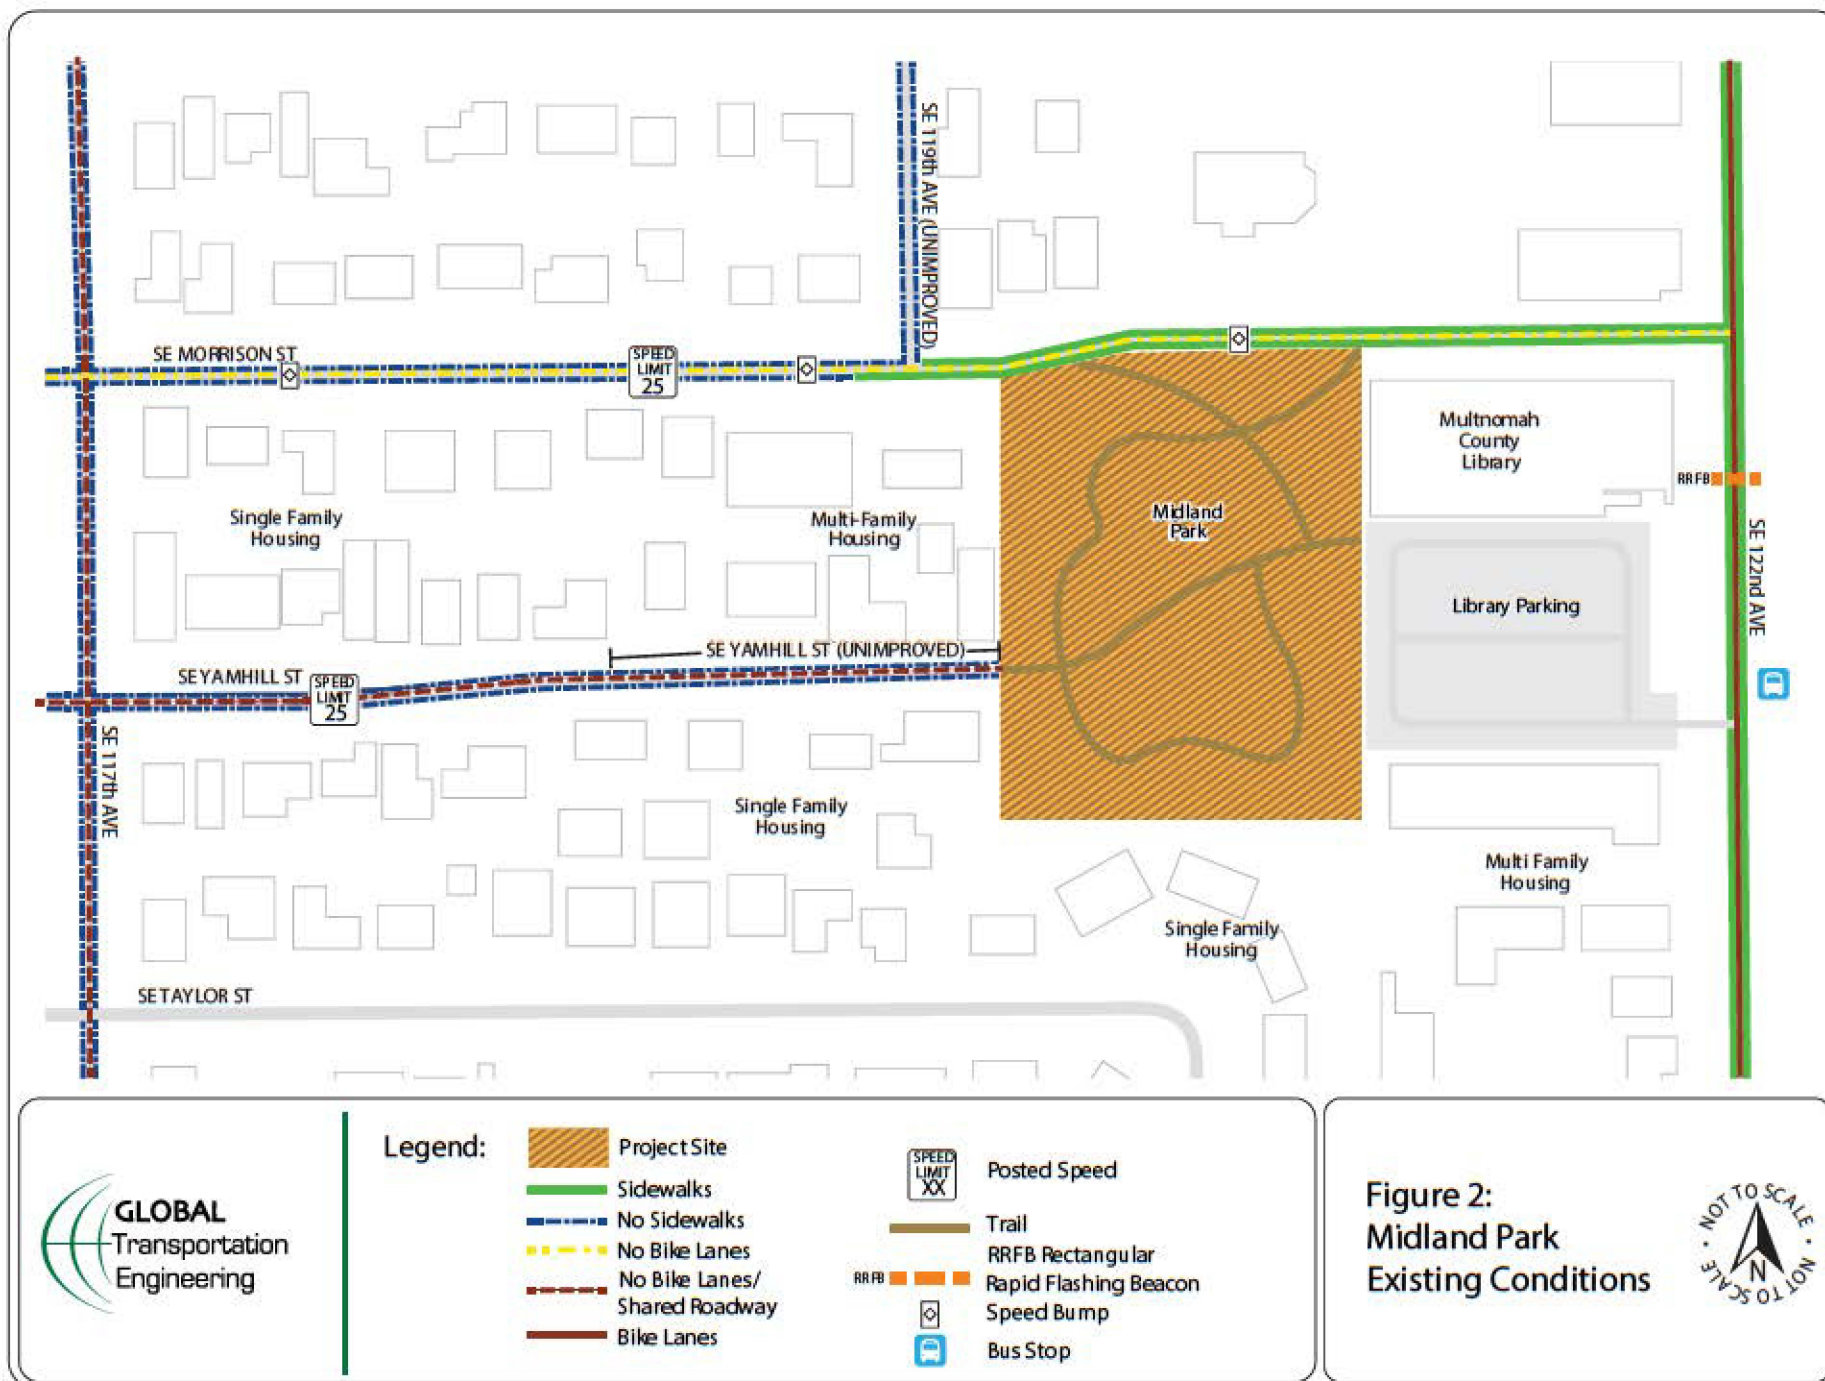 SE 119th AVE (UNIMPROVED)
SE MORRISON ST
SPEED
LIMIT
25
Multnomah
County
Library
RRFB
Single Family
Housing
Multi-Family
Housing
Midland
Park
SE 122nd AVE
Library Parking
SE YAMHILL ST (UNIMPROVED)
SE YAMHILL ST
SPEED
LIMIT
25
SE 117th AVE
Single Family
Housing
Multi Family
Housing
Single Family
Housing
SE TAYLOR ST
GLOBAL
Transportation
Engineering
Legend:
Project Site
Sidewalks
No Sidewalks
No Bike Lanes
No Bike Lanes/
Shared Roadway
Bike Lanes
SPEED
LIMIT
XX
Posted Speed
Trail
RRFB Rectangular
RRFB
Rapid Flashing Beacon
Speed Bump
Bus Stop
Figure 2:
Midland Park
Existing Conditions
NOT TO SCALE • NOT TO SCALE •
N